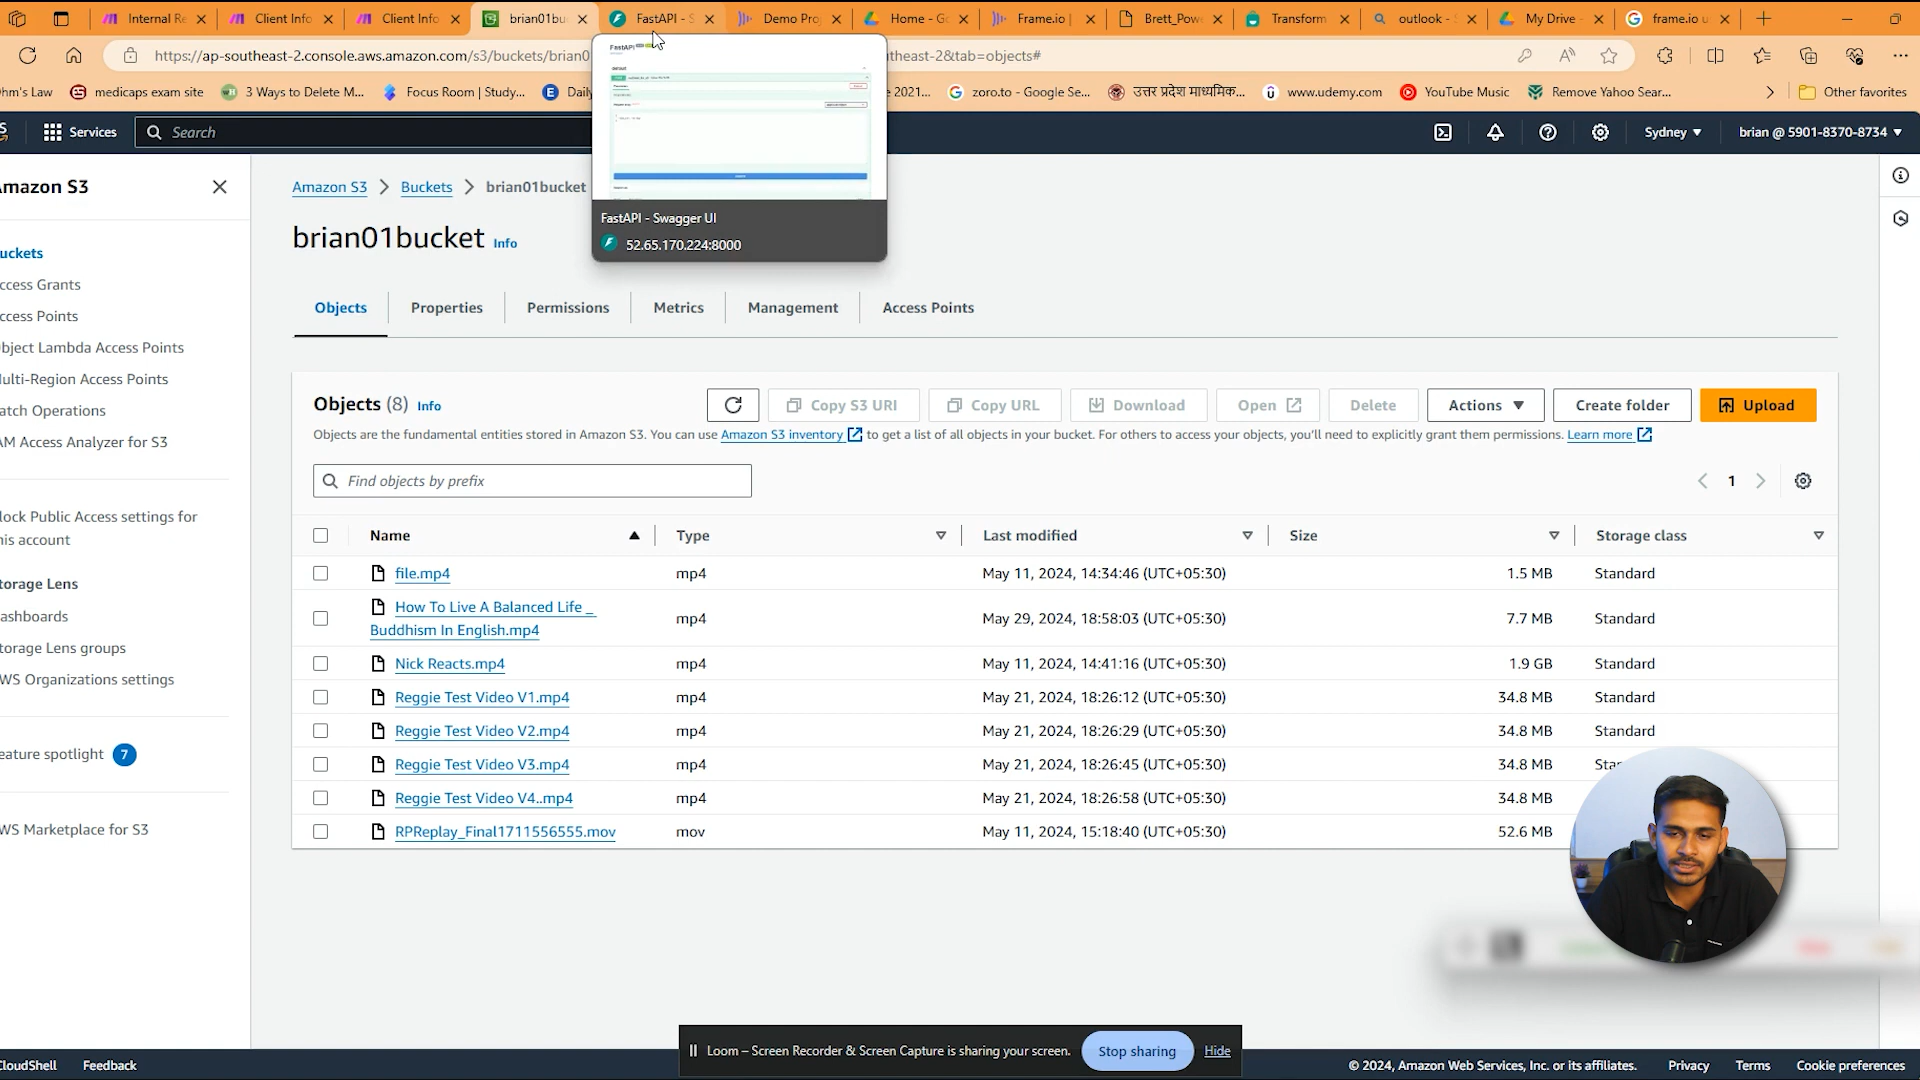 Internal Re
Client Info
Client Info
brian01bu
FastAPI - S
Demo Pro
Home - Go
Frame.io |
Brett_Pow
Transform
outlook -
My Drive -
frame.io u
https://ap-southeast-2.console.aws.amazon.com/s3/buckets/brian0
theast-2&tab=objects#
hm's Law
medicaps exam site
3 Ways to Delete M...
Focus Room | Study...
Daily
e 2021...
zoro.to - Google Se...
उत्तर प्रदेश माध्यमिक...
www.udemy.com
YouTube Music
Remove Yahoo Sear...
Other favorites
FastAPI
FastAPI - Swagger UI
52.65.170.224:8000
Services
Search
Sydney ▼
brian @ 5901-8370-8734 ▼
mazon S3
uckets
ccess Grants
ccess Points
bject Lambda Access Points
ulti-Region Access Points
atch Operations
AM Access Analyzer for S3
lock Public Access settings for
his account
torage Lens
ashboards
torage Lens groups
WS Organizations settings
eature spotlight 7
WS Marketplace for S3
Amazon S3 > Buckets > brian01bucket
brian01bucket Info
Objects
Properties
Permissions
Metrics
Management
Access Points
Objects (8) Info
Copy S3 URI
Copy URL
Download
Open
Delete
Actions ▼
Create folder
Upload
Objects are the fundamental entities stored in Amazon S3. You can use Amazon S3 inventory to get a list of all objects in your bucket. For others to access your objects, you'll need to explicitly grant them permissions. Learn more
Find objects by prefix
1
Name Type Last modified Size Storage class
file.mp4 mp4 May 11, 2024, 14:34:46 (UTC+05:30) 1.5 MB Standard
How To Live A Balanced Life _
Buddhism In English.mp4 mp4 May 29, 2024, 18:58:03 (UTC+05:30) 7.7 MB Standard
Nick Reacts.mp4 mp4 May 11, 2024, 14:41:16 (UTC+05:30) 1.9 GB Standard
Reggie Test Video V1.mp4 mp4 May 21, 2024, 18:26:12 (UTC+05:30) 34.8 MB Standard
Reggie Test Video V2.mp4 mp4 May 21, 2024, 18:26:29 (UTC+05:30) 34.8 MB Standard
Reggie Test Video V3.mp4 mp4 May 21, 2024, 18:26:45 (UTC+05:30) 34.8 MB Star
Reggie Test Video V4..mp4 mp4 May 21, 2024, 18:26:58 (UTC+05:30) 34.8 MB
RPReplay_Final1711556555.mov mov May 11, 2024, 15:18:40 (UTC+05:30) 52.6 MB
Loom – Screen Recorder & Screen Capture is sharing your screen.
Stop sharing
Hide
CloudShell
Feedback
© 2024, Amazon Web Services, Inc. or its affiliates.
Privacy
Terms
Cookie preferences